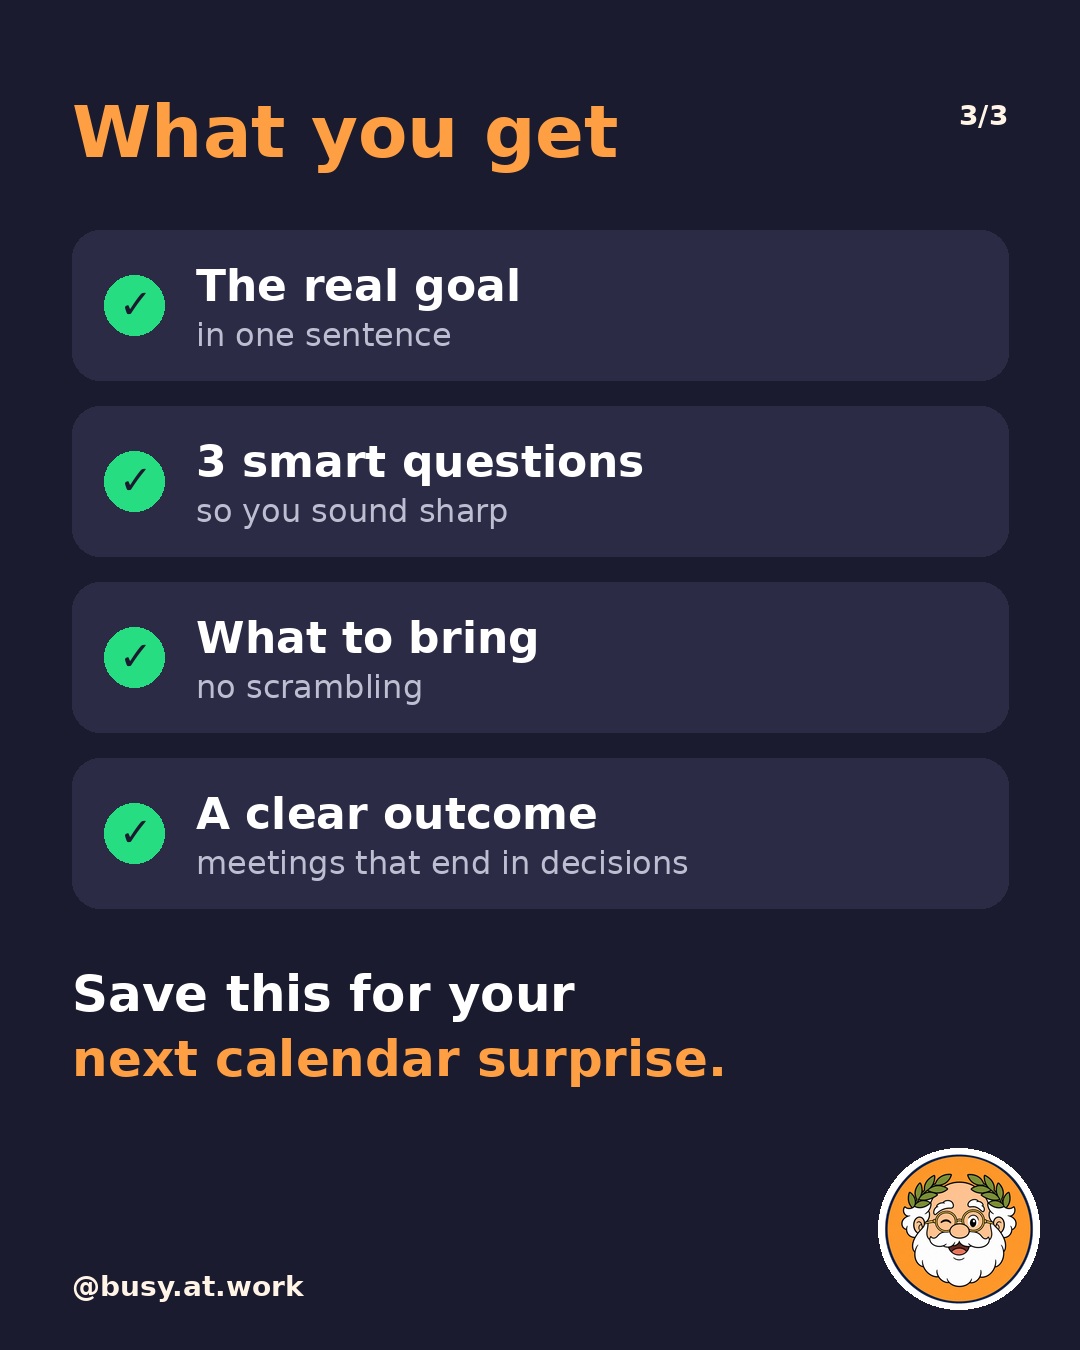 What you get
3/3
✓ The real goal
in one sentence
✓ 3 smart questions
so you sound sharp
✓ What to bring
no scrambling
✓ A clear outcome
meetings that end in decisions
Save this for your
next calendar surprise.
@busy.at.work